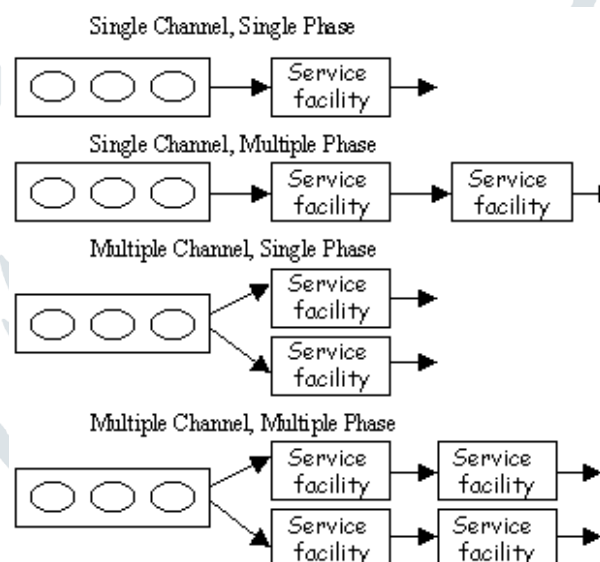 Single Channel, Single Phase
Service
facility
Single Channel, Multiple Phase
Service
facility
Service
facility
Multiple Channel, Single Phase
Service
facility
Service
facility
Multiple Channel, Multiple Phase
Service
facility
Service
facility
Service
facility
Service
facility